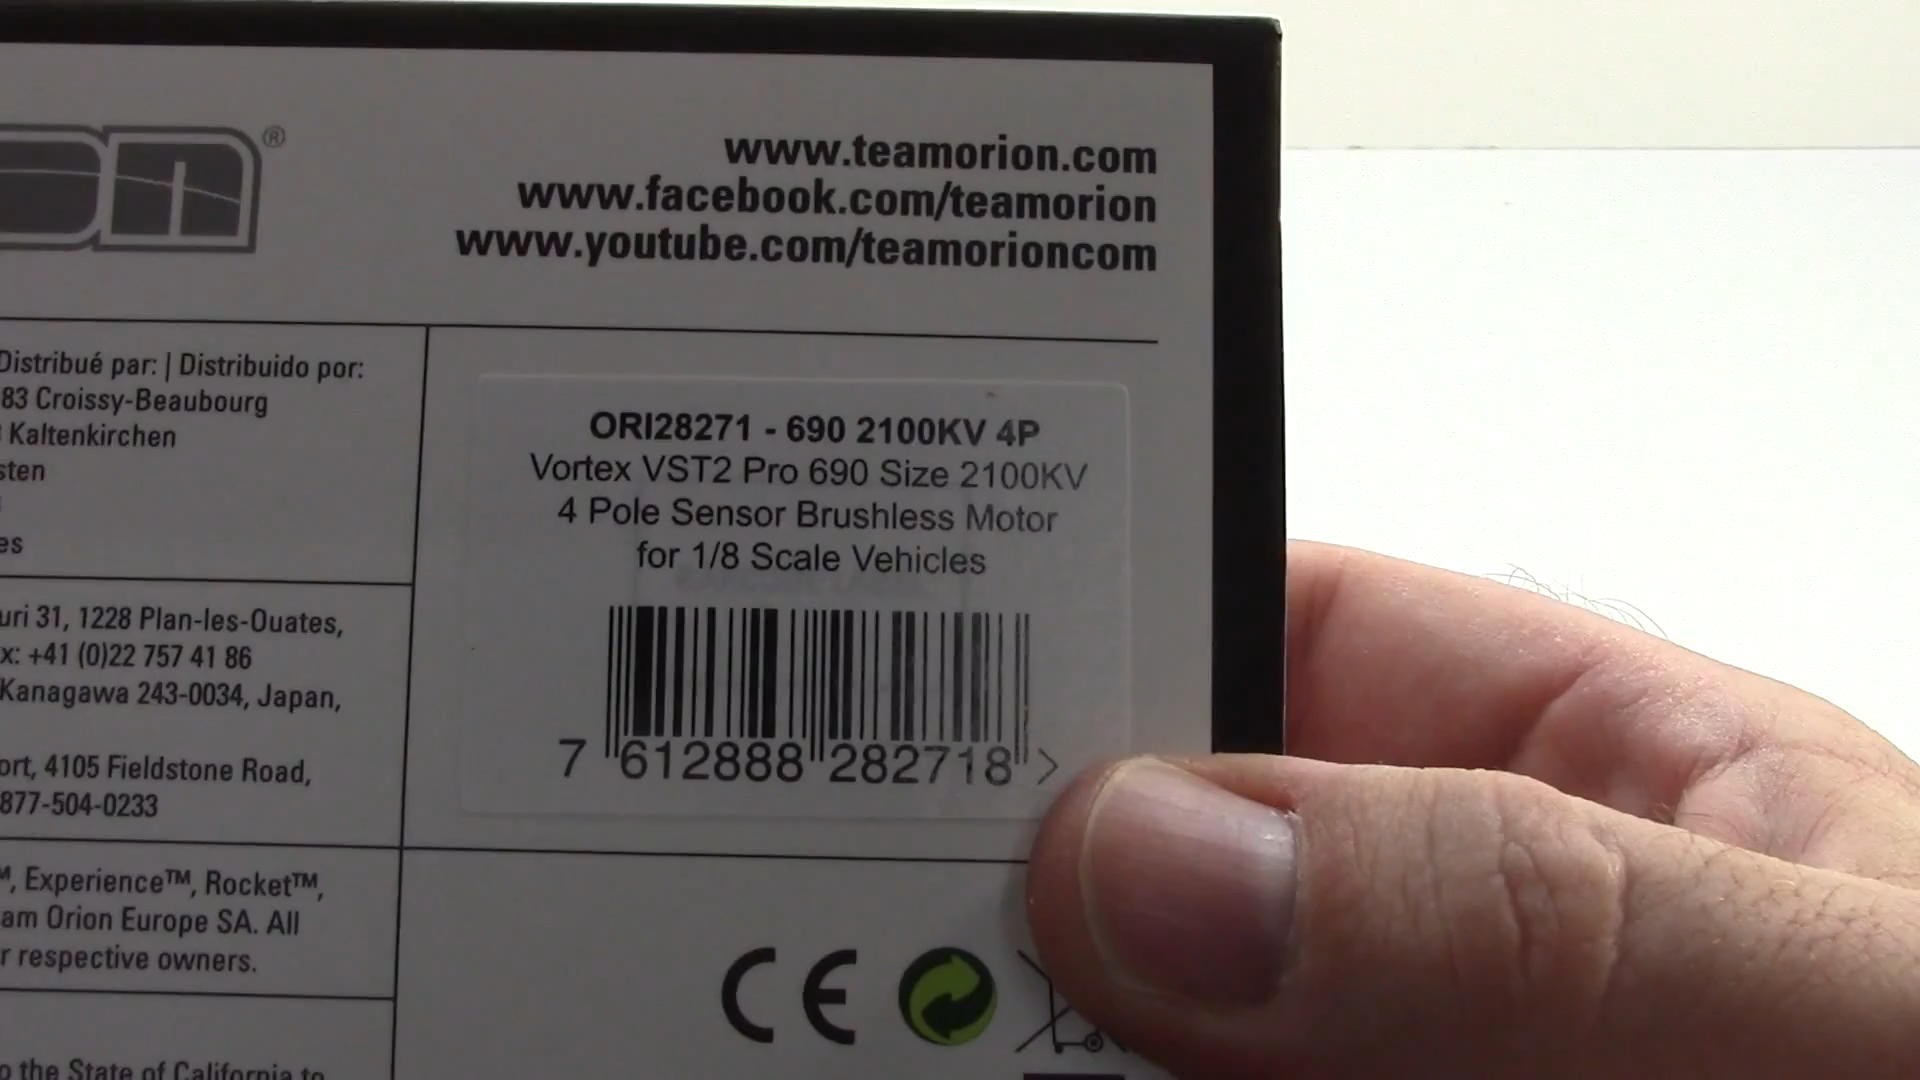 on®
www.teamorion.com
www.facebook.com/teamorion
www.youtube.com/teamorioncom
Distribué par: | Distribuido por:
83 Croissy-Beaubourg
Kaltenkirchen
sten
es
uri 31, 1228 Plan-les-Ouates,
x: +41 (0)22 757 41 86
Kanagawa 243-0034, Japan,
ort, 4105 Fieldstone Road,
877-504-0233
M, Experience™, Rocket™,
am Orion Europe SA. All
r respective owners.
o the State of California to
ORI28271 - 690 2100KV 4P
Vortex VST2 Pro 690 Size 2100KV
4 Pole Sensor Brushless Motor
for 1/8 Scale Vehicles
7 612888 282718 >
CE